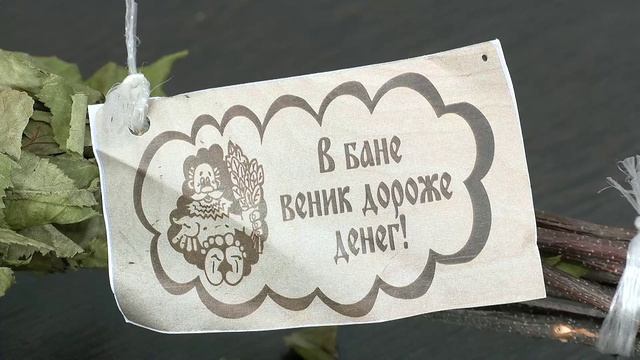 В бане
веник дороже
денег!